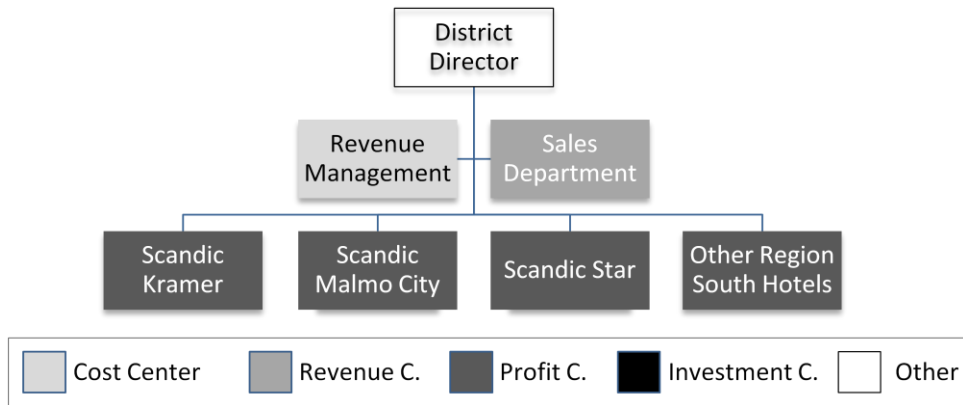 District
Director
Revenue
Management
Sales
Department
Scandic
Kramer
Scandic
Malmo City
Scandic Star
Other Region
South Hotels
Cost Center
Revenue C.
Profit C.
Investment C.
Other